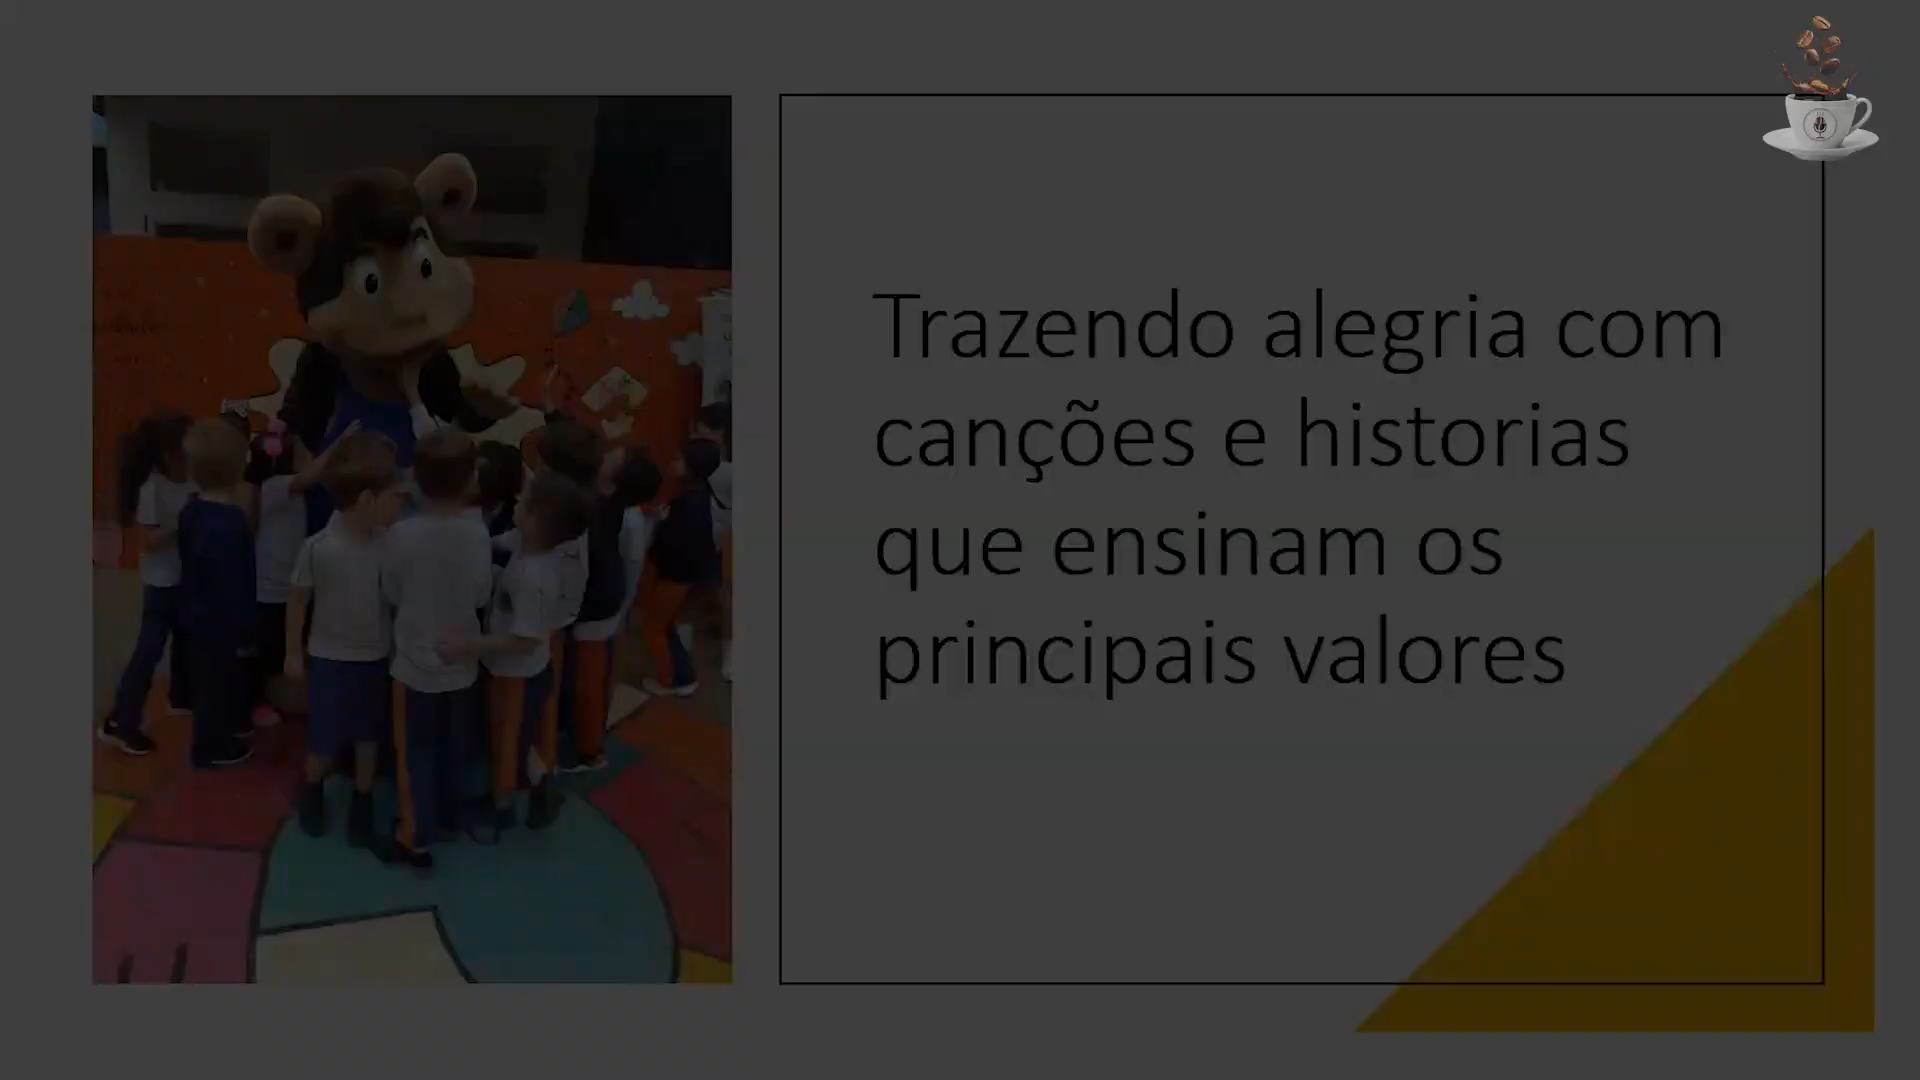 Trazendo alegria com
canções e historias
que ensinam os
principais valores